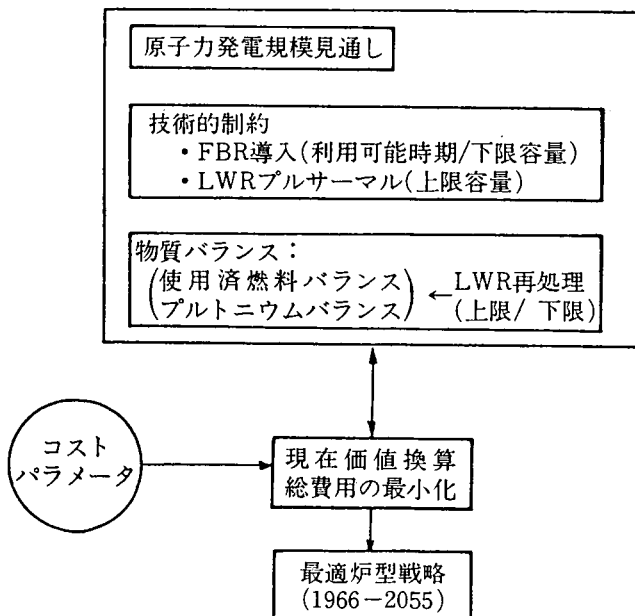 原子力発電規模見通し
技術的制約
・FBR導入(利用可能時期/下限容量)
・LWRプルサーマル(上限容量)
物質バランス：
(使用済燃料バランス
プルトニウムバランス)
←LWR再処理
(上限/ 下限)
コスト
パラメータ
現在価値換算
総費用の最小化
最適炉型戦略
(1966－2055)